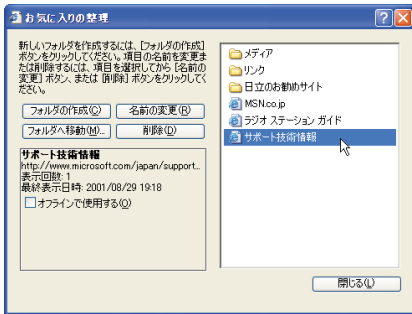 お気に入りの整理
新しいフォルダを作成するには、[フォルダの作成]
ボタンをクリックしてください。項目の名前を変更ま
たは削除するには、項目を選択してから [名前の
変更] ボタン、または [削除] ボタンをクリックしてく
ださい。
フォルダの作成(C) 名前の変更(R)
フォルダへ移動(M)... 削除(D)
サポート技術情報
http://www.microsoft.com/japan/support...
表示回数: 1
最終表示日時: 2001/08/29 19:18
オフラインで使用する(O)
メディア
リンク
日立のお勧めサイト
MSN.co.jp
ラジオ ステーション ガイド
サポート技術情報
閉じる(L)